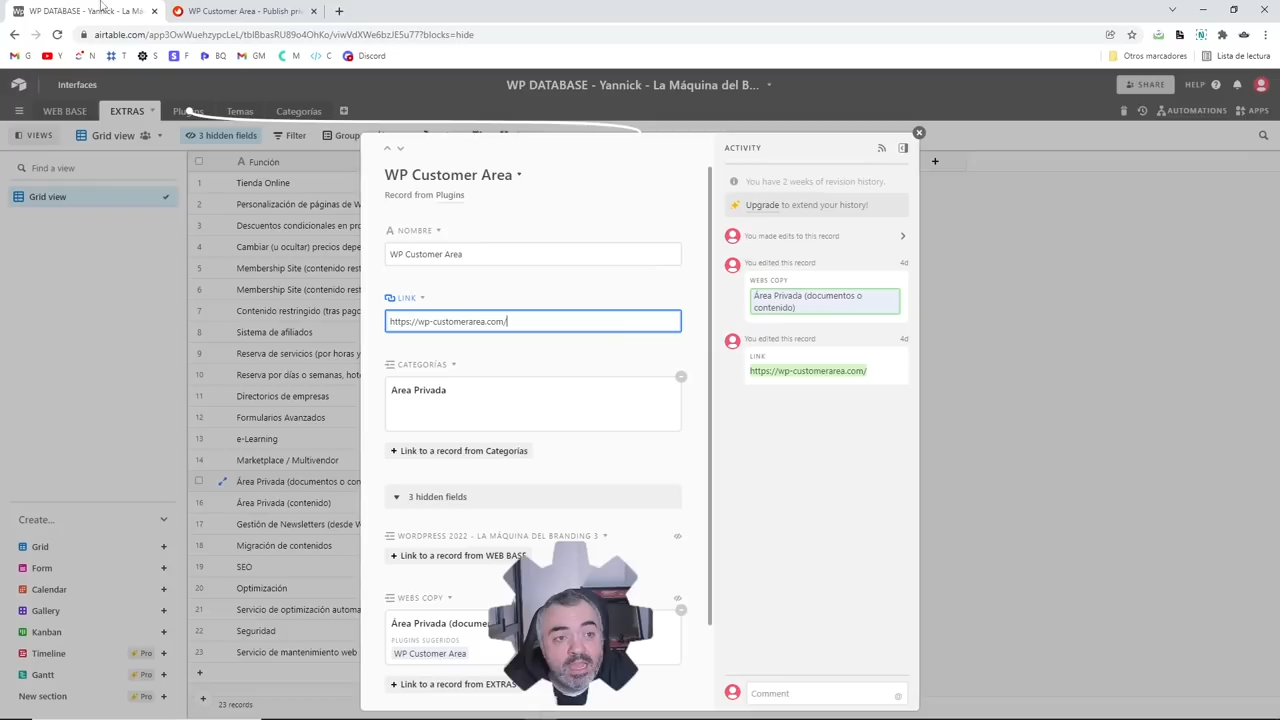 WP DATABASE - Yannick - La Má
WP Customer Area - Publish priv
airtable.com/app3OwWuehzypcLeL/tblBbasRU89o4OhKo/viwVdXWe6bzJE5u77?blocks=hide
G
Y
N
T
S
F
BQ
GM
M
C
Discord
Otros marcadores
Lista de lectura
Interfaces
WP DATABASE - Yannick - La Máquina del B...
SHARE
HELP
WEB BASE
EXTRAS
Plugins
Temas
Categorías
AUTOMATIONS
APPS
VIEWS
Grid view
3 hidden fields
Filter
Group
Find a view
Grid view
Función
1 Tienda Online
2 Personalización de páginas de W
3 Descuentos condicionales en pro
4 Cambiar (u ocultar) precios depe
5 Membership Site (contenido rest
6 Membership Site (contenido rest
7 Contenido restringido (tras pago
8 Sistema de afiliados
9 Reserva de servicios (por horas y
10 Reserva por días o semanas, hote
11 Directorios de empresas
12 Formularios Avanzados
13 e-Learning
14 Marketplace / Multivendor
Área Privada (documentos o con
16 Área Privada (contenido)
17 Gestión de Newsletters (desde W
18 Migración de contenidos
19 SEO
20 Optimización
21 Servicio de optimización automa
22 Seguridad
23 Servicio de mantenimiento web
23 records
Create...
Grid
Form
Calendar
Gallery
Kanban
Timeline Pro
Gantt Pro
New section Pro
WP Customer Area
Record from Plugins
NOMBRE
WP Customer Area
LINK
https://wp-customerarea.com/
CATEGORÍAS
Area Privada
+ Link to a record from Categorías
3 hidden fields
WORDPRESS 2022 - LA MÁQUINA DEL BRANDING 3
+ Link to a record from WEB BASE
WEBS COPY
Área Privada (docume
PLUGINS SUGERIDOS
WP Customer Area
+ Link to a record from EXTRAS
ACTIVITY
You have 2 weeks of revision history.
Upgrade to extend your history!
You made edits to this record
You edited this record 4d
WEBS COPY
Área Privada (documentos o
contenido)
You edited this record 4d
LINK
https://wp-customerarea.com/
Comment